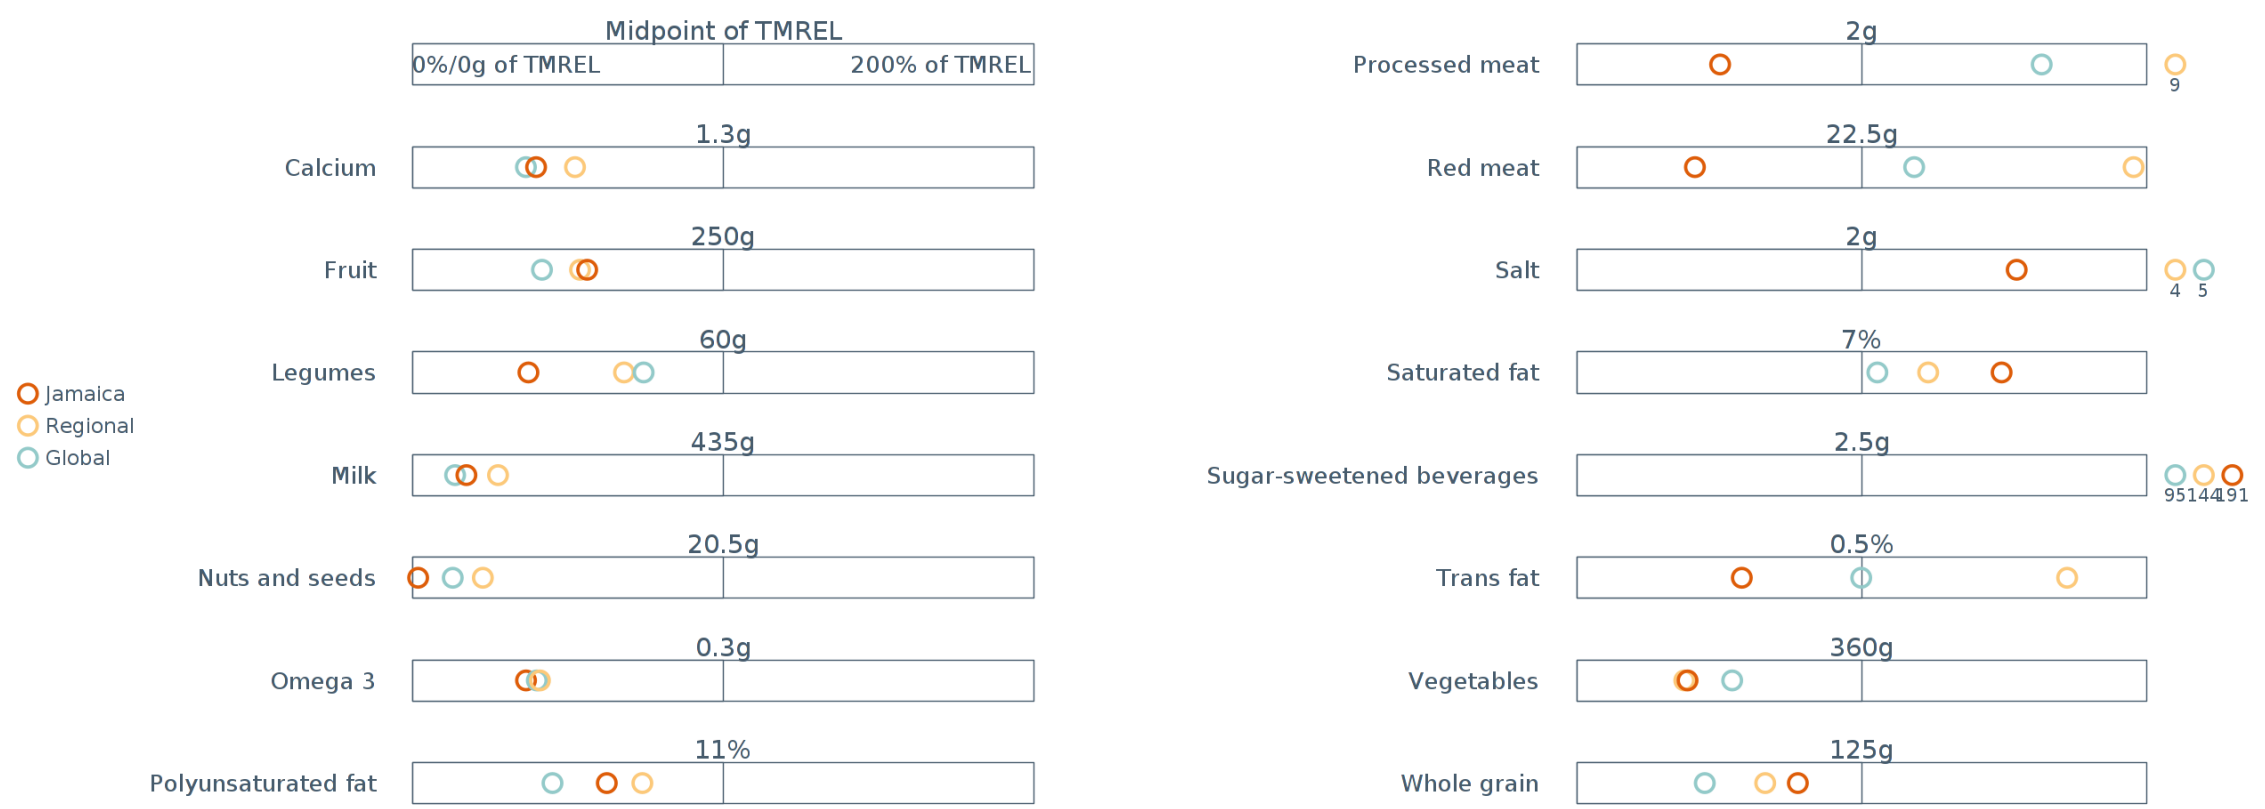 Midpoint of TMREL
0%/0g of TMREL
200% of TMREL
1.3g
Calcium
250g
Fruit
60g
Legumes
435g
Milk
20.5g
Nuts and seeds
0.3g
Omega 3
11%
Polyunsaturated fat
Jamaica
Regional
Global
2g
Processed meat
9
22.5g
Red meat
2g
Salt
4 5
7%
Saturated fat
2.5g
Sugar-sweetened beverages
95 144 191
0.5%
Trans fat
360g
Vegetables
125g
Whole grain